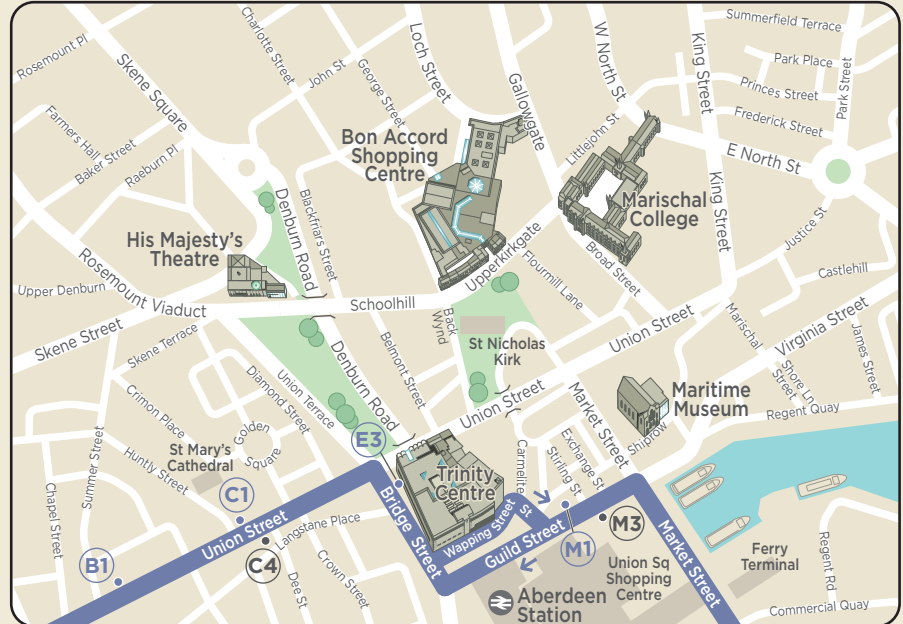 Summerfield Terrace
Charlotte Street
Loch Street
W North St
King Street
Rosemount Pl
Skene Square
John St
George Street
Gallowgate
Park Place
Park Street
Princes Street
Frederick Street
Farmers Hall
Baker Street
Raeburn Pl
Bon Accord
Shopping
Centre
Littlejohn St
E North St
Denburn Road
Blackfriars Street
Marischal
College
King Street
His Majesty's
Theatre
Upperkirkgate
Flourmill Lane
Broad Street
Justice St
Castlehill
Rosemount Viaduct
Upper Denburn
Schoolhill
Back
Wynd
St Nicholas
Kirk
Union Street
Marischal
Street
Virginia Street
James Street
Shore Ln
Skene Street
Skene Terrace
Denburn Road
Belmont Street
Union Terrace
Diamond Street
Union Street
Market Street
Maritime
Museum
Regent Quay
Shiprow
Crimon Place
Huntly Street
Summer Street
Chapel Street
St Mary's
Cathedral
Golden
Square
E3
Trinity
Centre
Carmelite
St
Exchange St
Stirling St
C1
Union Street
Langstane Place
Bridge Street
Wapping Street
Guild Street
M1
M3
Market Street
B1
C4
Dee St
Crown Street
Union Sq
Shopping
Centre
Ferry
Terminal
Regent Rd
Aberdeen
Station
Commercial Quay